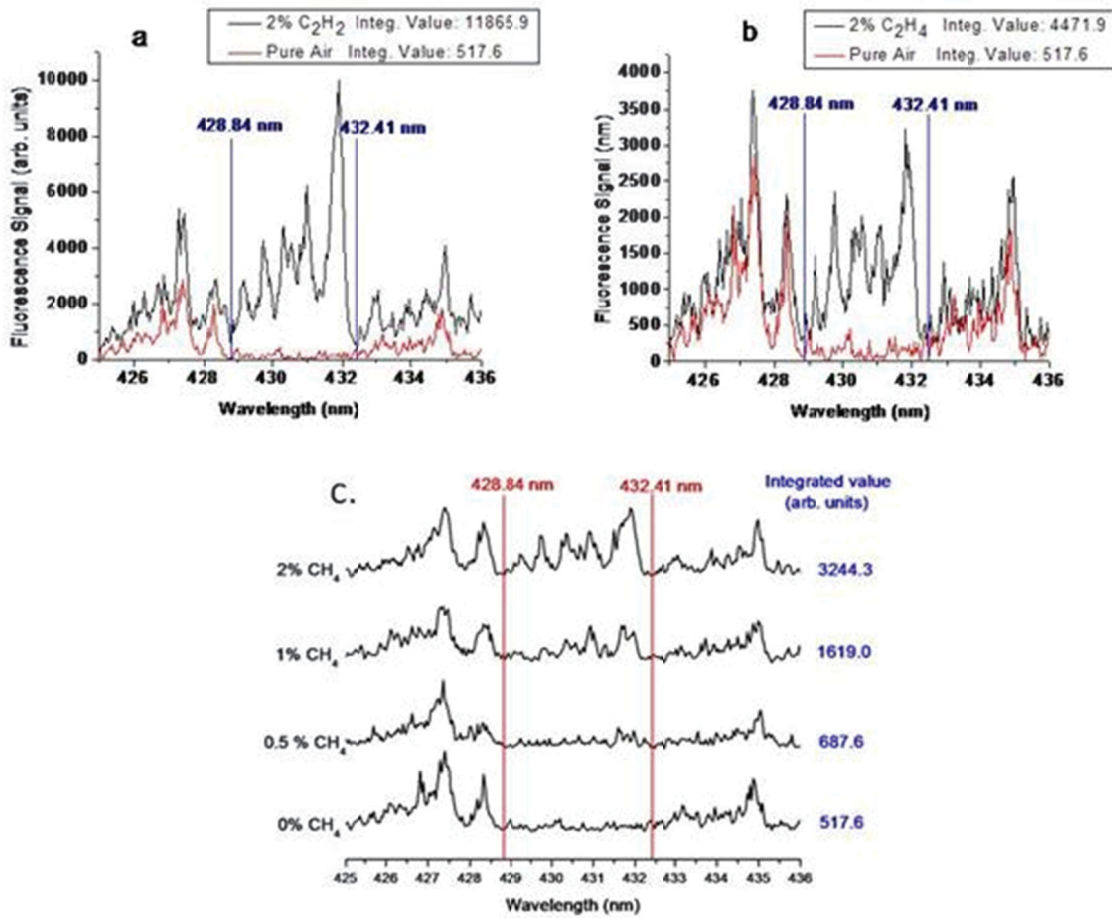 a
2% C2H2 Integ. Value: 11865.9
Pure Air Integ. Value: 517.6
428.84 nm
432.41 nm
Fluorescence Signal (arb. units)
10000
8000
6000
4000
2000
0
426 428 430 432 434 436
Wavelength (nm)
b
2% C2H4 Integ. Value: 4471.9
Pure Air Integ. Value: 517.6
428.84 nm
432.41 nm
Fluorescence Signal (nm)
4000
3500
3000
2500
2000
1500
1000
500
0
426 428 430 432 434 436
Wavelength (nm)
C.
428.84 nm
432.41 nm
Integrated value
(arb. units)
2% CH4
3244.3
1% CH4
1619.0
0.5 % CH4
687.6
0% CH4
517.6
425 426 427 428 429 430 431 432 433 434 435 436
Wavelength (nm)